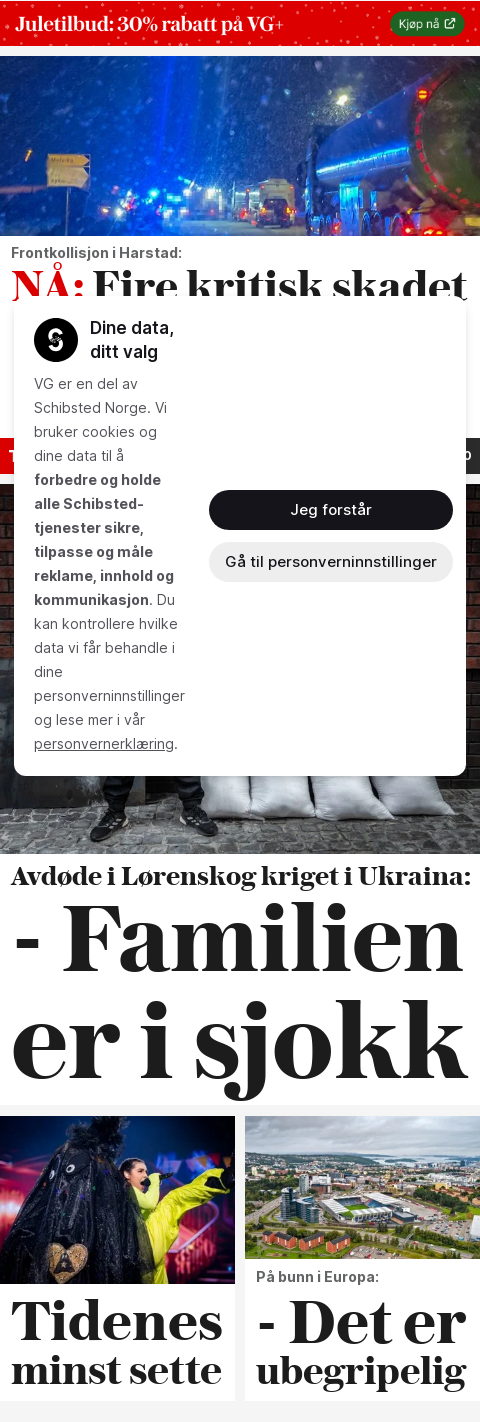 Juletilbud: 30% rabatt på VG+
Kjøp nå
Frontkollisjon i Harstad:
NÅ: Fire kritisk skadet
Dine data,
ditt valg
VG er en del av
Schibsted Norge. Vi
bruker cookies og
dine data til å
forbedre og holde
alle Schibsted-
tjenester sikre,
tilpasse og måle
reklame, innhold og
kommunikasjon. Du
kan kontrollere hvilke
data vi får behandle i
dine
personverninnstillinger
og lese mer i vår
personvernerklæring.
Jeg forstår
Gå til personverninnstillinger
Avdøde i Lørenskog kriget i Ukraina:
- Familien
er i sjokk
Tidenes
minst sette
På bunn i Europa:
- Det er
ubegripelig